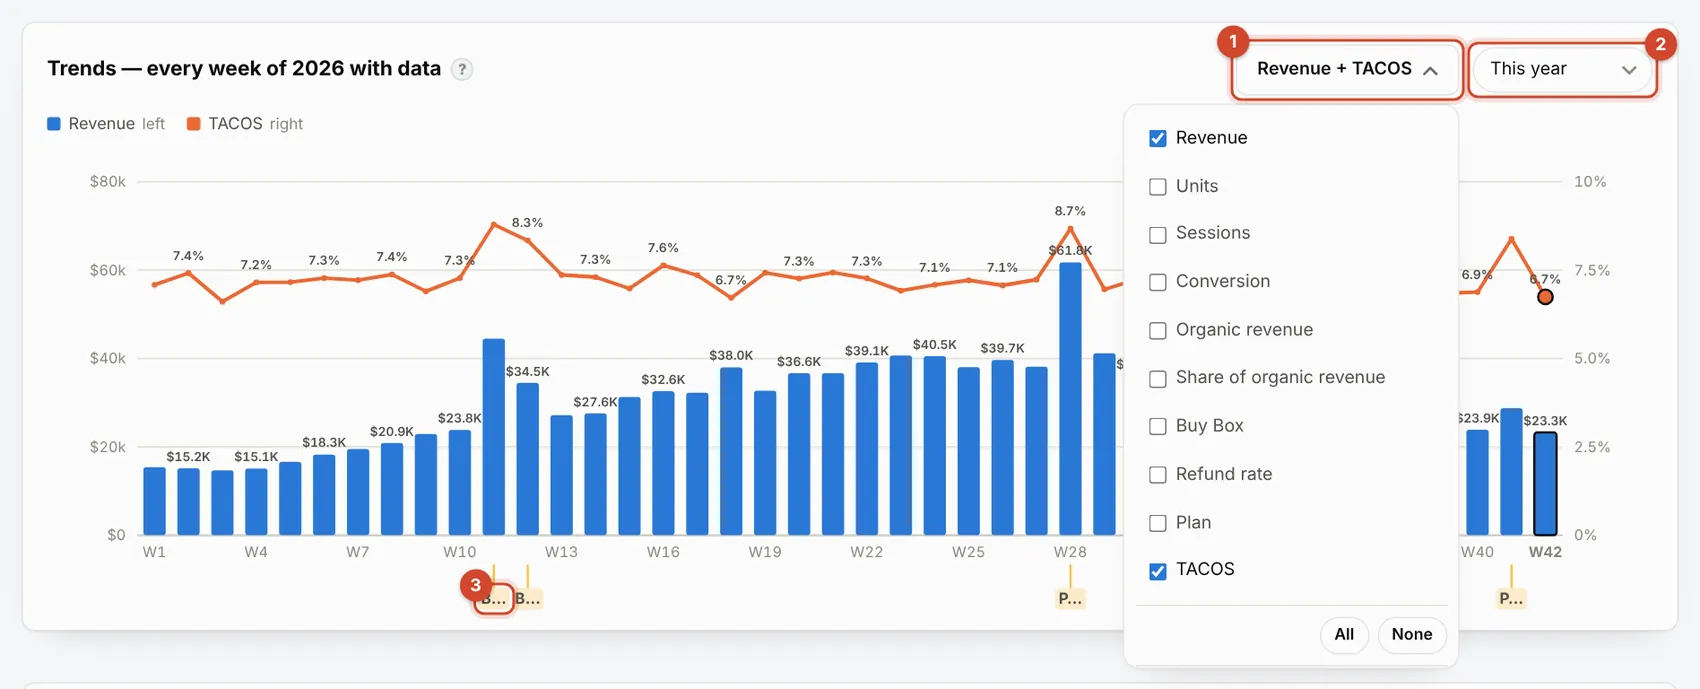 1
2
Trends — every week of 2026 with data ?
Revenue + TACOS
This year
Revenue left TACOS right
Revenue
Units
Sessions
Conversion
Organic revenue
Share of organic revenue
Buy Box
Refund rate
Plan
TACOS
All None
$80k
$60k
$40k
$20k
$0
10%
7.5%
5.0%
2.5%
0%
7.4% 7.2% 7.3% 7.4% 7.3% 8.3% 7.3% 7.6% 6.7% 7.3% 7.3% 7.1% 7.1% 8.7% 6.9% 6.7%
$15.2K $15.1K $18.3K $20.9K $23.8K $34.5K $27.6K $32.6K $38.0K $36.6K $39.1K $40.5K $39.7K $61.8K $ $23.9K $23.3K
W1 W4 W7 W10 W13 W16 W19 W22 W25 W28 W40 W42
3
B... B... P... P...